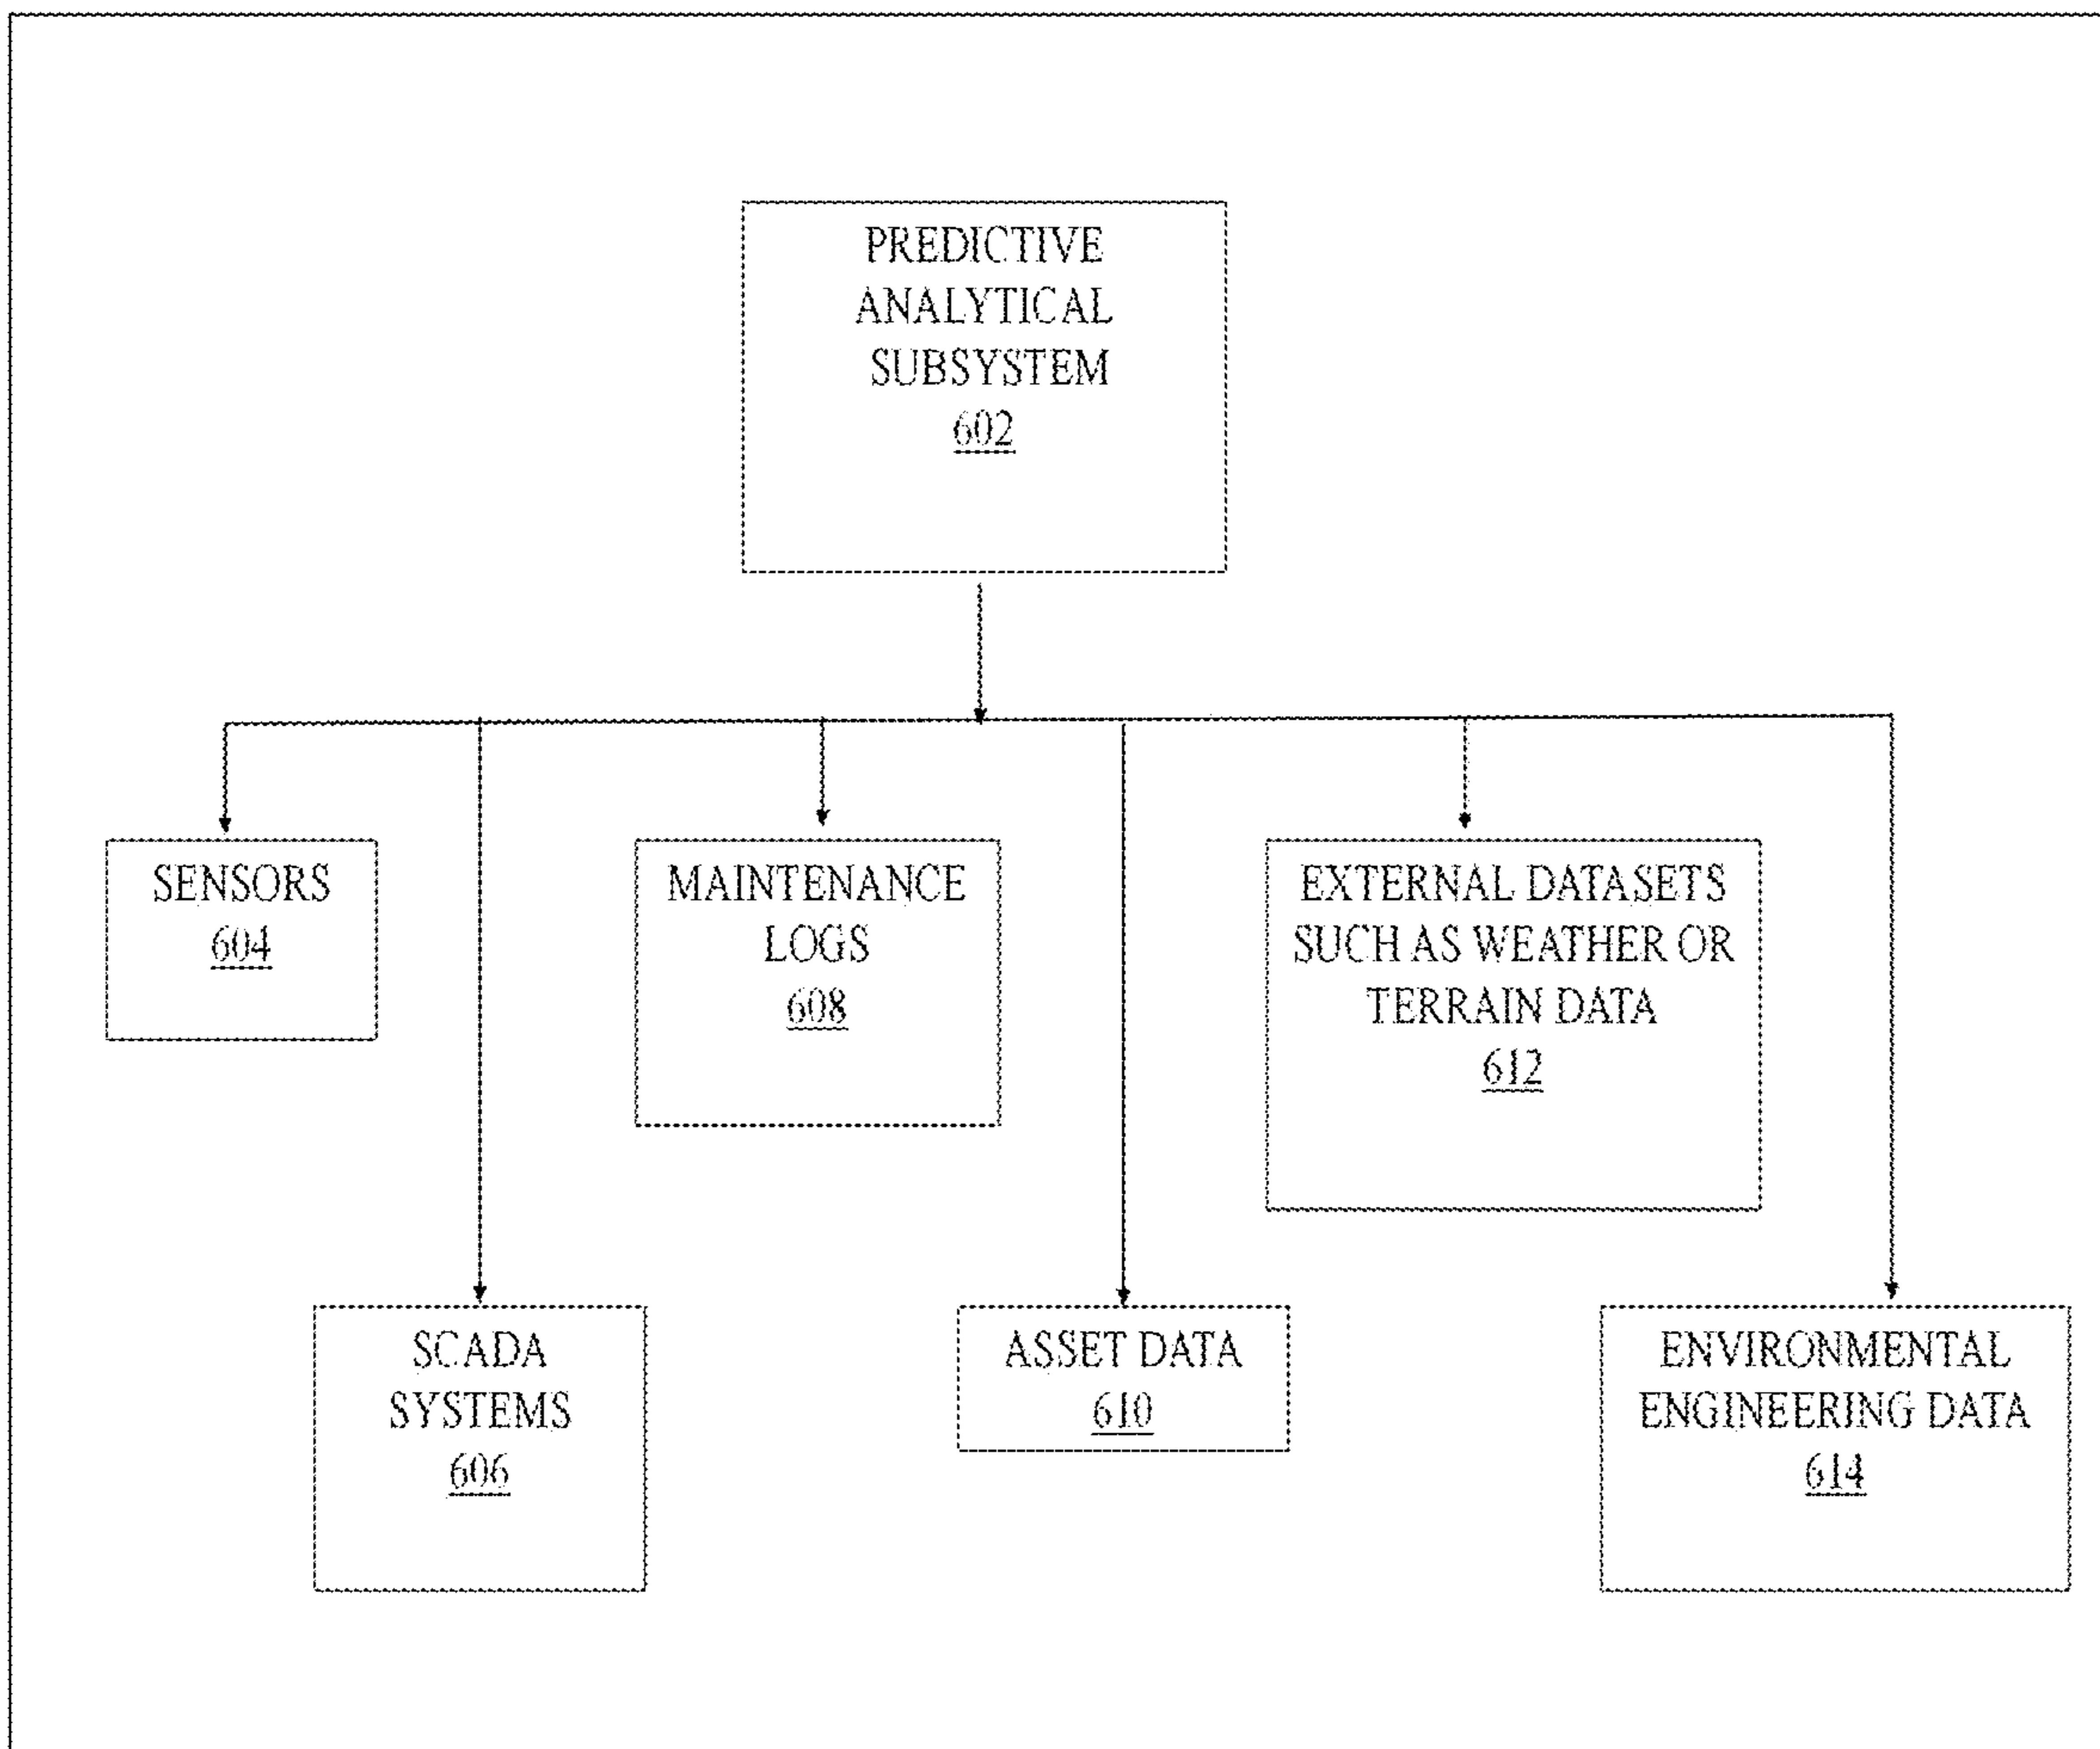 PREDICTIVE
ANALYTICAL
SUBSYSTEM
602
SENSORS
604
MAINTENANCE
LOGS
608
EXTERNAL DATASETS
SUCH AS WEATHER OR
TERRAIN DATA
612
SCADA
SYSTEMS
606
ASSET DATA
610
ENVIRONMENTAL
ENGINEERING DATA
614